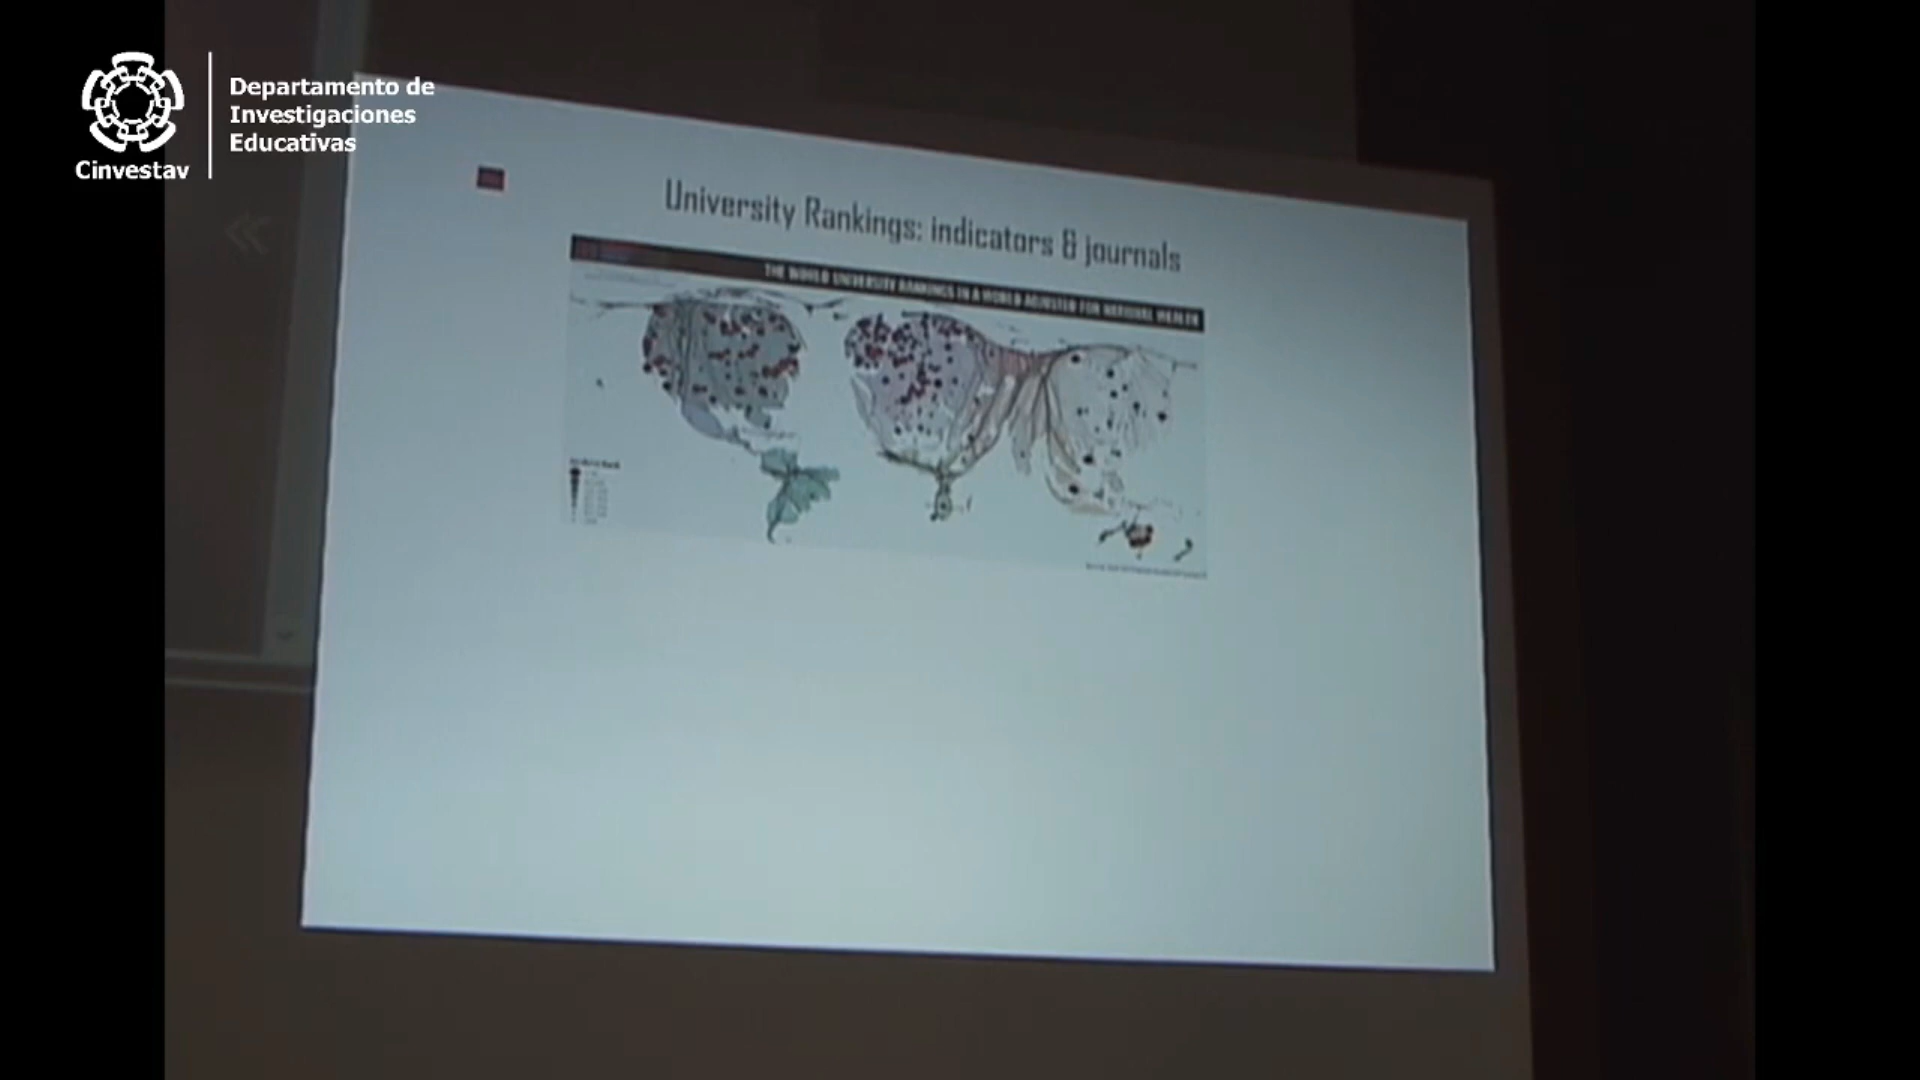 Departamento de
Investigaciones
Educativas
Cinvestav
University Rankings: indicators & journals
THE WORLD UNIVERSITY RANKINGS IN A WORLD ADJUSTED FOR NATIONAL WEALTH